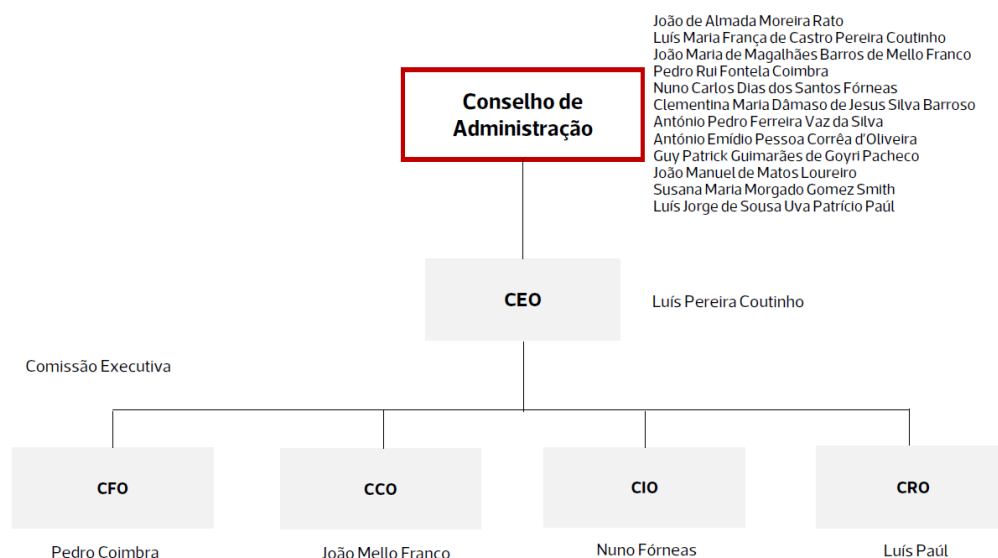 João de Almada Moreira Rato
Luís Maria França de Castro Pereira Coutinho
João Maria de Magalhães Barros de Mello Franco
Pedro Rui Fontela Coimbra
Nuno Carlos Dias dos Santos Fórneas
Clementina Maria Dâmaso de Jesus Silva Barroso
António Pedro Ferreira Vaz da Silva
António Emídio Pessoa Corrêa d'Oliveira
Guy Patrick Guimarães de Goyri Pacheco
João Manuel de Matos Loureiro
Susana Maria Morgado Gomez Smith
Luís Jorge de Sousa Uva Patrício Paúl
Conselho de
Administração
CEO
Luís Pereira Coutinho
Comissão Executiva
CFO
CCO
CIO
CRO
Pedro Coimbra
João Mello Franco
Nuno Fórneas
Luís Paúl